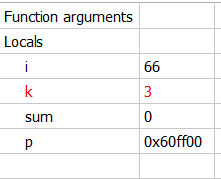 Function arguments
Locals
i 66
k 3
sum 0
p 0x60ff00